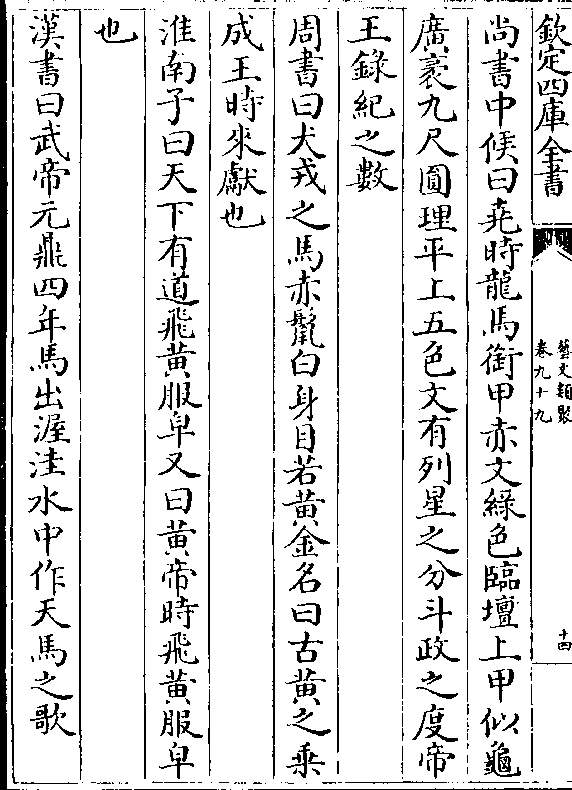 欽定四庫全書
藝文類聚
卷九十九
十四
尚書中候曰堯時龍馬銜甲赤文綠色臨壇上甲似龜
廣袤九尺圓理平上五色文有列星之分斗政之度帝
王錄紀之數
周書曰犬戎之馬赤鬛白身目若黄金名曰古黄之乗
成王時來獻也
淮南子曰天下有道飛黄服皁又曰黄帝時飛黄服皁
也
漢書曰武帝元鼎四年馬出渥洼水中作天馬之歌